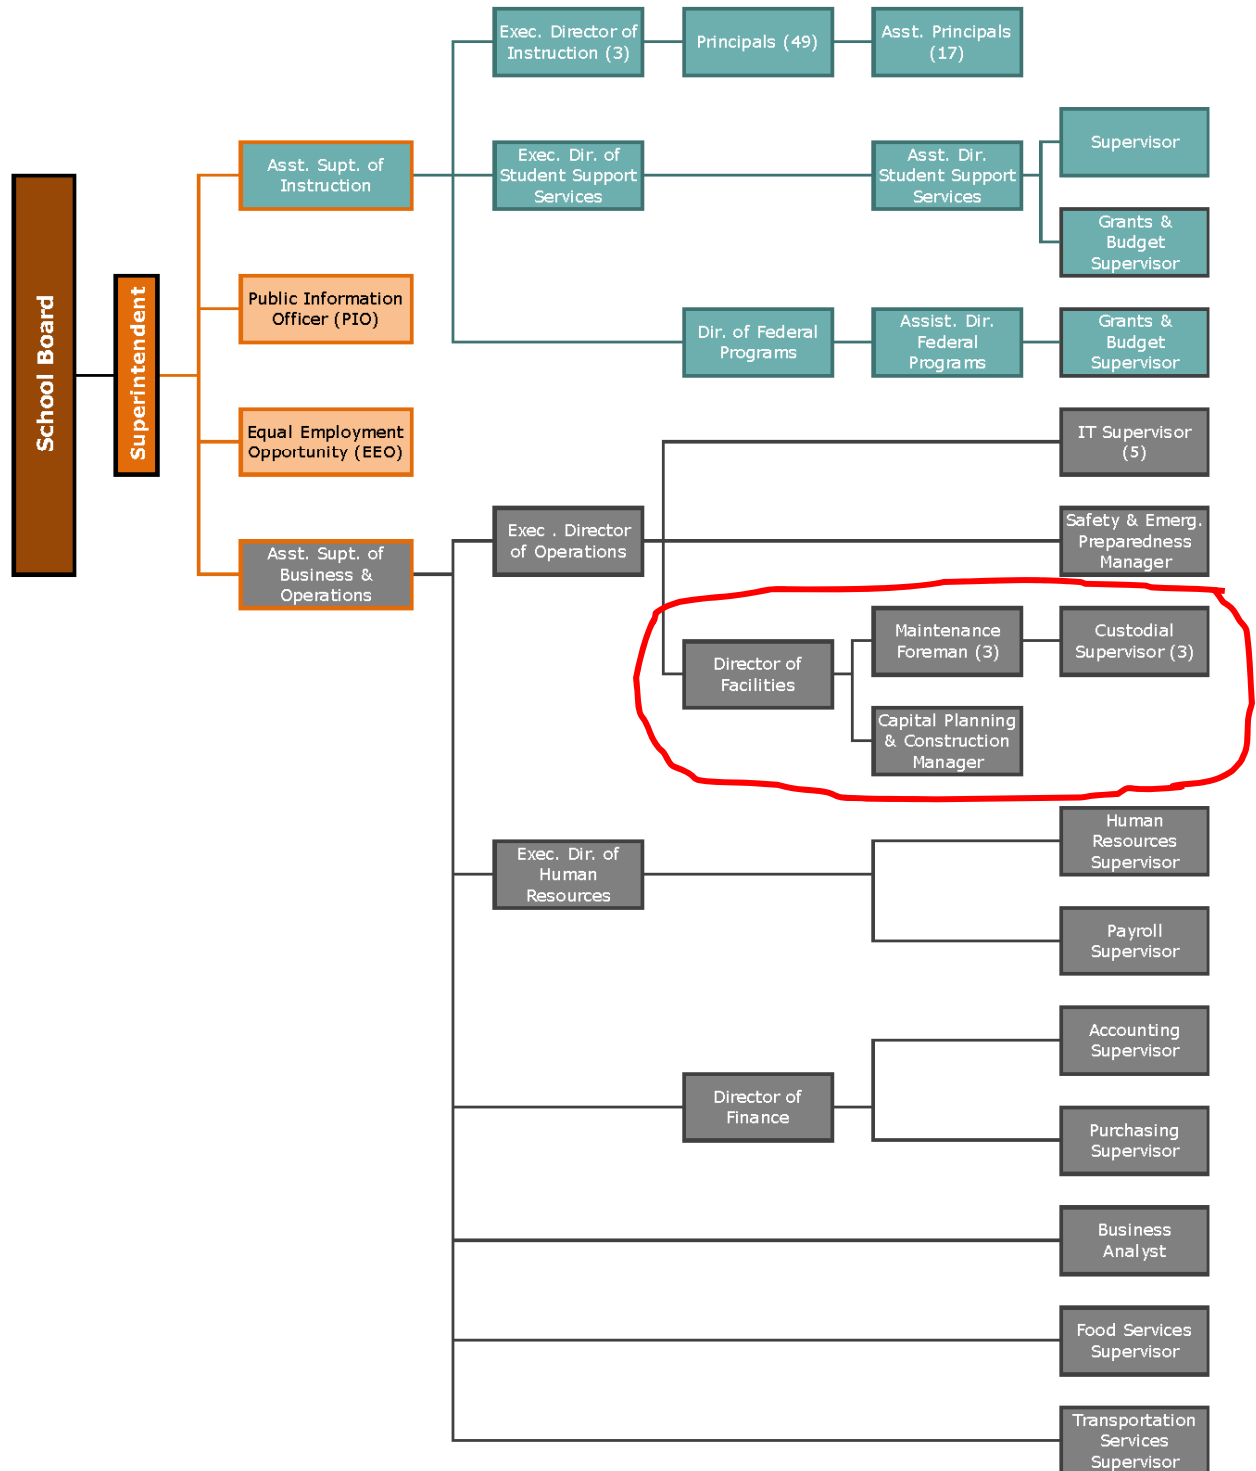 School Board
Superintendent
Asst. Supt. of
Instruction
Public Information
Officer (PIO)
Equal Employment
Opportunity (EEO)
Asst. Supt. of
Business &
Operations
Exec. Director of
Instruction (3)
Principals (49)
Asst. Principals
(17)
Exec. Dir. of
Student Support
Services
Asst. Dir.
Student Support
Services
Supervisor
Grants &
Budget
Supervisor
Dir. of Federal
Programs
Assist. Dir.
Federal
Programs
Grants &
Budget
Supervisor
Exec . Director
of Operations
IT Supervisor
(5)
Safety & Emerg.
Preparedness
Manager
Director of
Facilities
Maintenance
Foreman (3)
Custodial
Supervisor (3)
Capital Planning
& Construction
Manager
Exec. Dir. of
Human
Resources
Human
Resources
Supervisor
Payroll
Supervisor
Director of
Finance
Accounting
Supervisor
Purchasing
Supervisor
Business
Analyst
Food Services
Supervisor
Transportation
Services
Supervisor